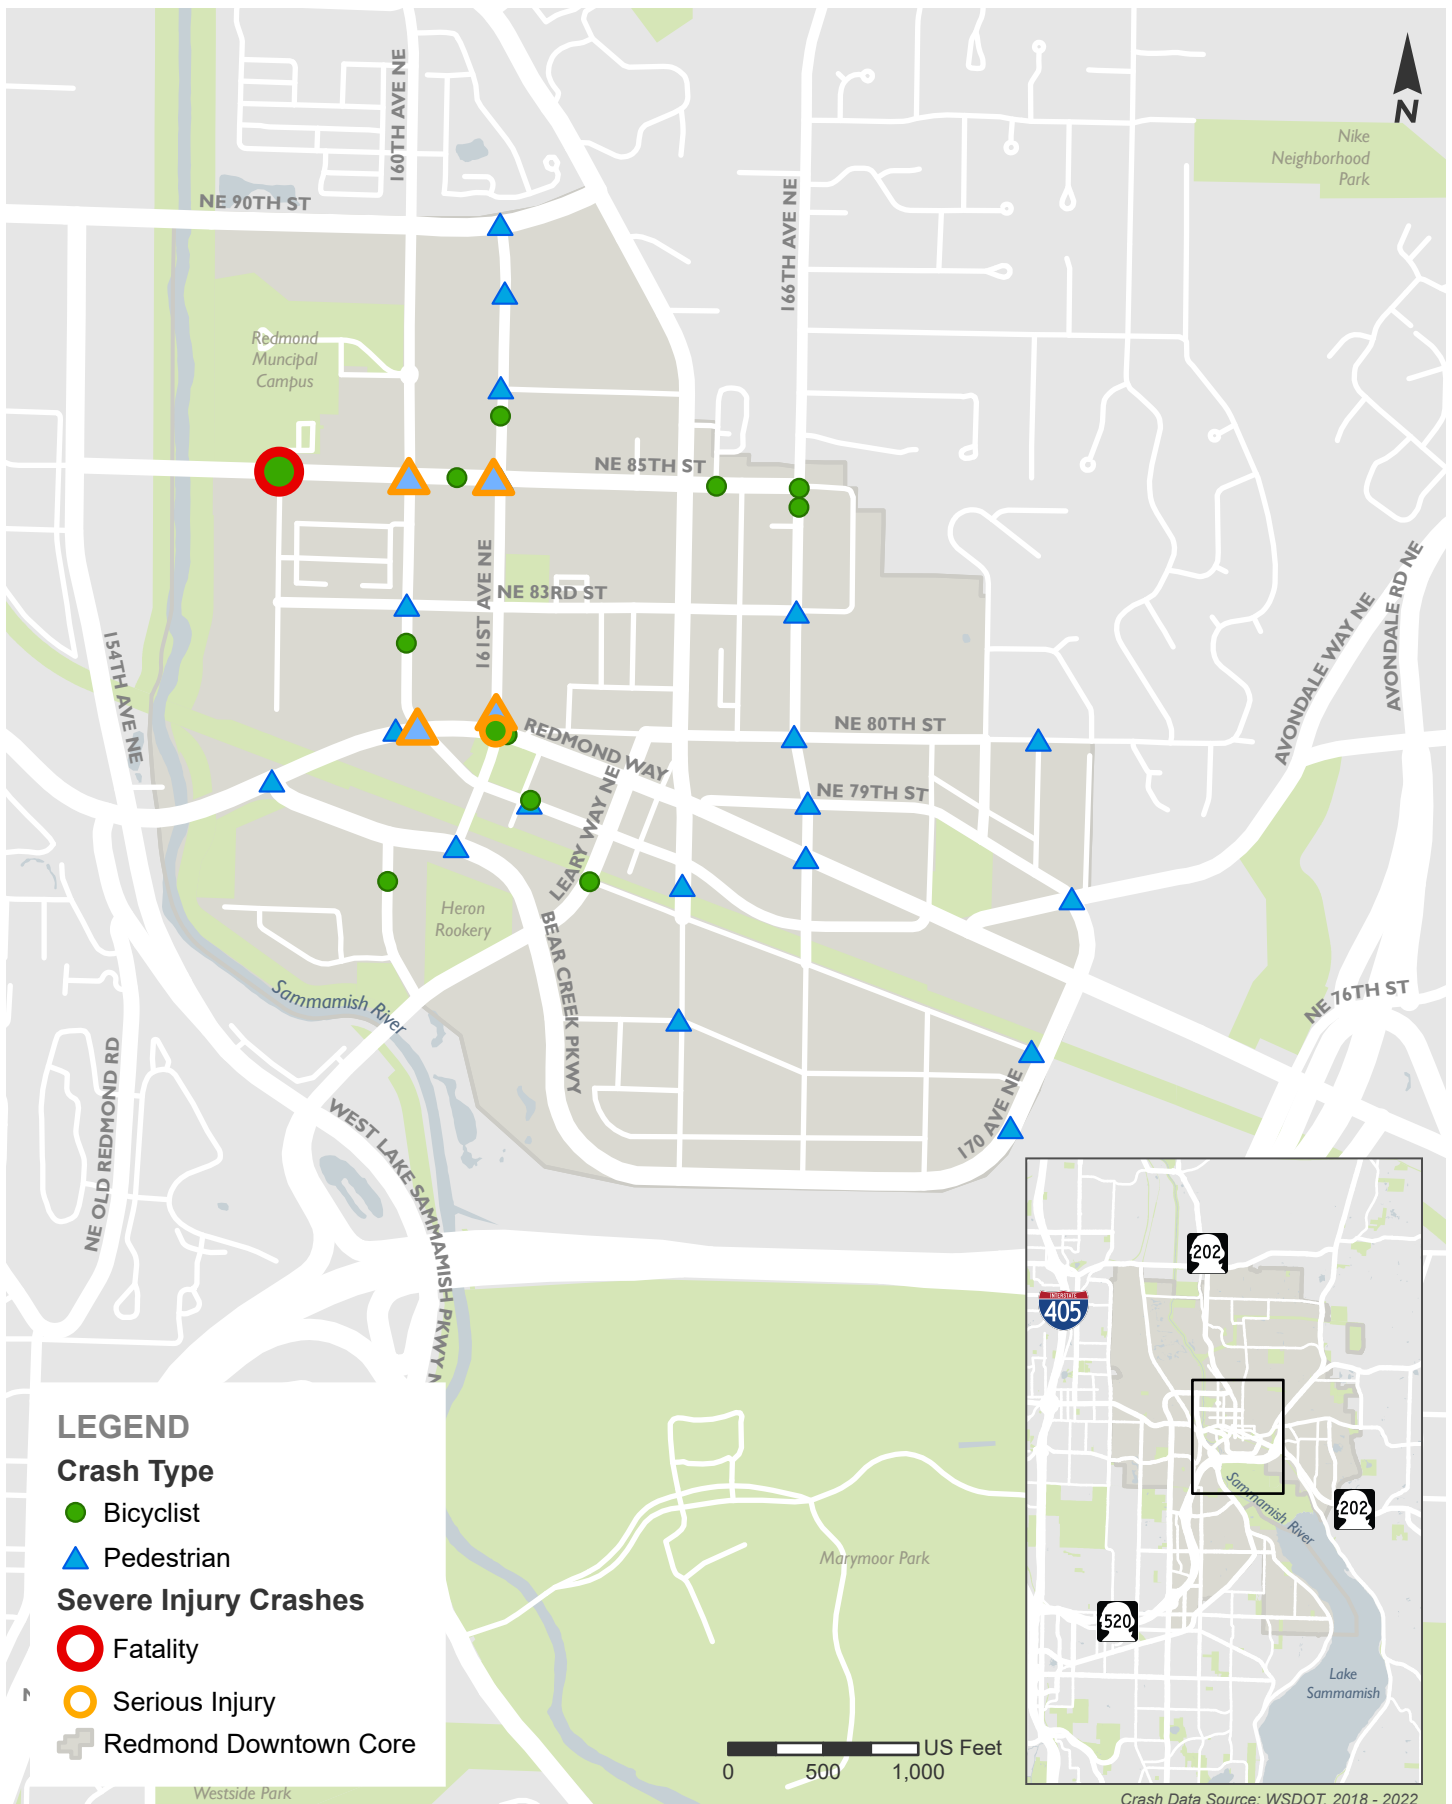 160TH AVE NE
N
Nike
Neighborhood
Park
NE 90TH ST
166TH AVE NE
Redmond
Muncipal
Campus
NE 85TH ST
161ST AVE NE
NE 83RD ST
154TH AVE NE
AVONDALE WAY NE
AVONDALE RD NE
REDMOND WAY
NE 80TH ST
LEARY WAY NE
NE 79TH ST
Heron
Rookery
BEAR CREEK PKWY
Sammamish River
NE 76TH ST
NE OLD REDMOND RD
170 AVE NE
WEST LAKE SAMMAMISH PKWY N
202
INTERSTATE
405
Sammamish River
202
520
Lake
Sammamish
Marymoor Park
LEGEND
Crash Type
Bicyclist
Pedestrian
Severe Injury Crashes
Fatality
Serious Injury
Redmond Downtown Core
US Feet
0 500 1,000
Westside Park
Crash Data Source: WSDOT, 2018 - 2022